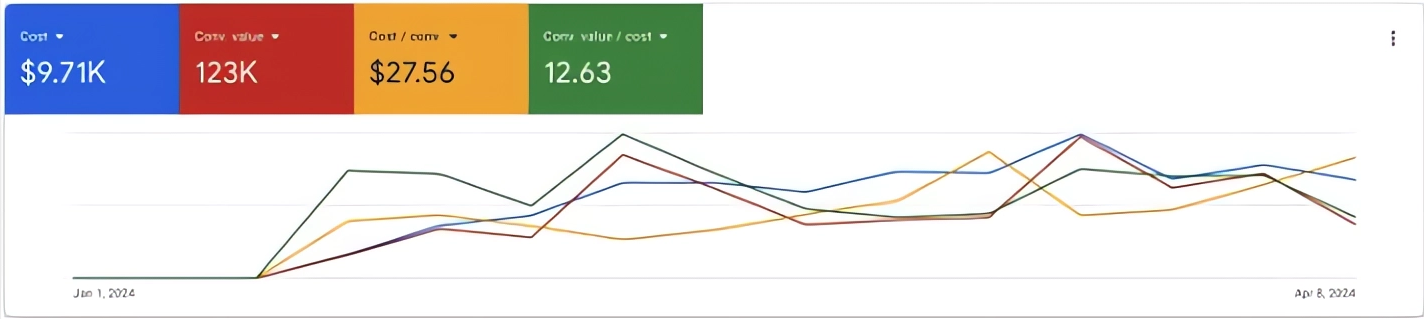 Cost
$9.71K
Conv. value
123K
Cost / conv.
$27.56
Conv. value / cost
12.63
Jan 1, 2024
Apr 8, 2024